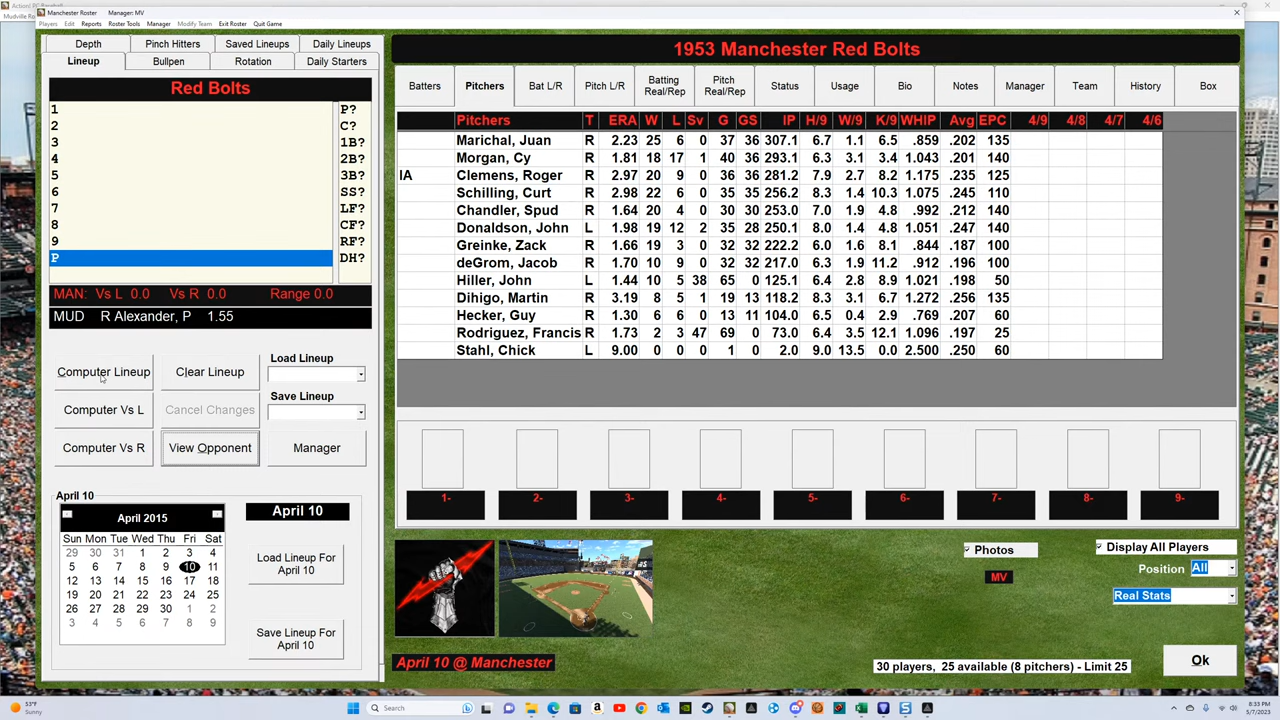 Action! PC Baseball
Mudville Ro
Manchester Roster Manager: MV
Players Edit Reports Roster Tools Manager Modify Team Exit Roster Quit Game
Depth Pinch Hitters Saved Lineups Daily Lineups
Lineup Bullpen Rotation Daily Starters
Red Bolts
1 P?
2 C?
3 1B?
4 2B?
5 3B?
6 SS?
7 LF?
8 CF?
9 RF?
P DH?
MAN: Vs L 0.0 Vs R 0.0 Range 0.0
MUD R Alexander, P 1.55
Computer Lineup Clear Lineup Load Lineup
Computer Vs L Cancel Changes Save Lineup
Computer Vs R View Opponent Manager
April 10
April 2015
Sun Mon Tue Wed Thu Fri Sat
29 30 31 1 2 3 4
5 6 7 8 9 10 11
12 13 14 15 16 17 18
19 20 21 22 23 24 25
26 27 28 29 30 1 2
3 4 5 6 7 8 9
April 10
Load Lineup For
April 10
Save Lineup For
April 10
1953 Manchester Red Bolts
Batters Pitchers Bat L/R Pitch L/R Batting Real/Rep Pitch Real/Rep Status Usage Bio Notes Manager Team History Box
Pitchers T ERA W L Sv G GS IP H/9 W/9 K/9 WHIP Avg EPC 4/9 4/8 4/7 4/6
Marichal, Juan R 2.23 25 6 0 37 36 307.1 6.7 1.1 6.5 .859 .202 135
Morgan, Cy R 1.81 18 17 1 40 36 293.1 6.3 3.1 3.4 1.043 .201 140
IA Clemens, Roger R 2.97 20 9 0 36 36 281.2 7.9 2.7 8.2 1.175 .235 125
Schilling, Curt R 2.98 22 6 0 35 35 256.2 8.3 1.4 10.3 1.075 .245 110
Chandler, Spud R 1.64 20 4 0 30 30 253.0 7.0 1.9 4.8 .992 .212 140
Donaldson, John L 1.98 19 12 2 35 28 250.1 8.0 1.4 4.8 1.051 .247 140
Greinke, Zack R 1.66 19 3 0 32 32 222.2 6.0 1.6 8.1 .844 .187 100
deGrom, Jacob R 1.70 10 9 0 32 32 217.0 6.3 1.9 11.2 .912 .196 100
Hiller, John L 1.44 10 5 38 65 0 125.1 6.4 2.8 8.9 1.021 .198 50
Dihigo, Martin R 3.19 8 5 1 19 13 118.2 8.3 3.1 6.7 1.272 .256 135
Hecker, Guy R 1.30 6 6 0 13 11 104.0 6.5 0.4 2.9 .769 .207 60
Rodriguez, Francis R 1.73 2 3 47 69 0 73.0 6.4 3.5 12.1 1.096 .197 25
Stahl, Chick L 9.00 0 0 0 1 0 2.0 9.0 13.5 0.0 2.500 .250 60
1- 2- 3- 4- 5- 6- 7- 8- 9-
Photos
MV
Display All Players
Position All
Real Stats
April 10 @ Manchester
30 players, 25 available (8 pitchers) - Limit 25
Ok
53°F
Sunny
Search
8:33 PM
5/7/2023